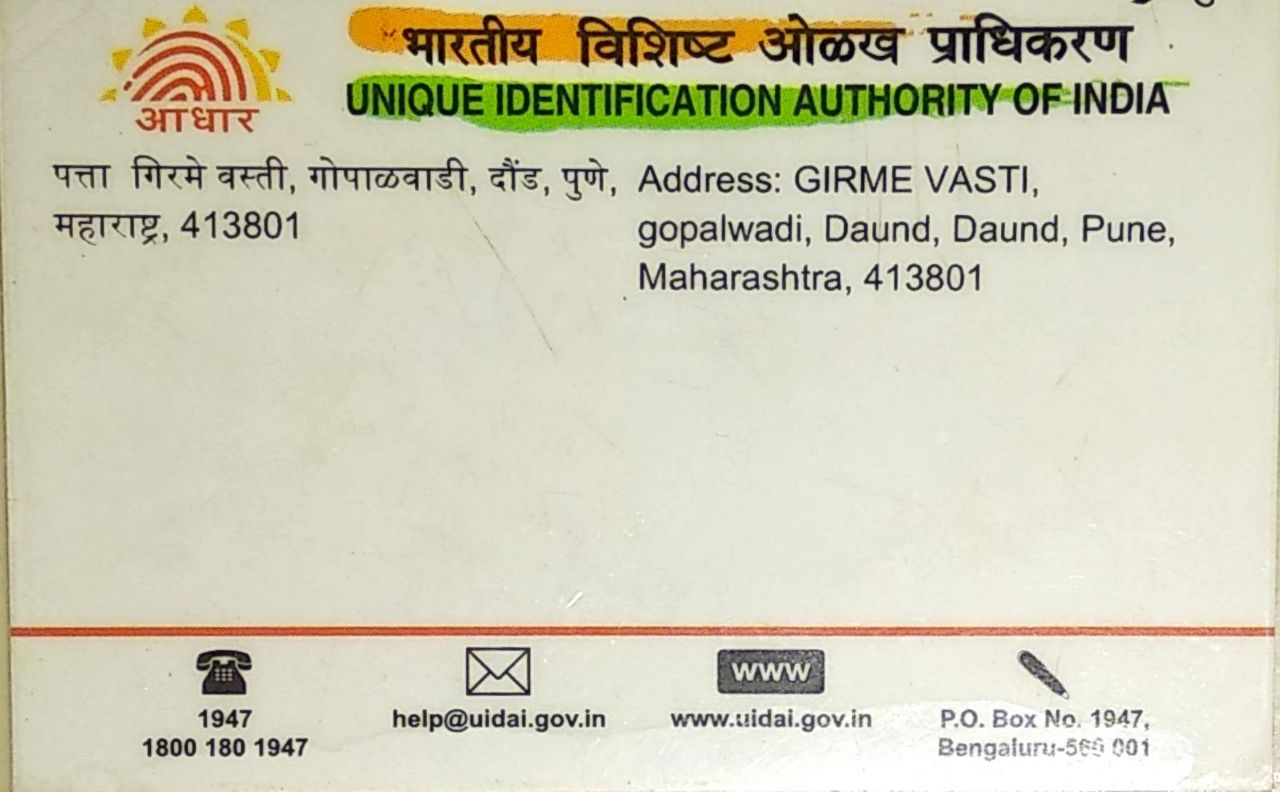 भारतीय विशिष्ट ओळख प्राधिकरण
UNIQUE IDENTIFICATION AUTHORITY OF INDIA
आधार
पत्ता गिरमे वस्ती, गोपाळवाडी, दौंड, पुणे,
महाराष्ट्र, 413801
Address: GIRME VASTI,
gopalwadi, Daund, Daund, Pune,
Maharashtra, 413801
1947
1800 180 1947
help@uidai.gov.in
WWW
www.uidai.gov.in
P.O. Box No. 1947,
Bengaluru-560 001